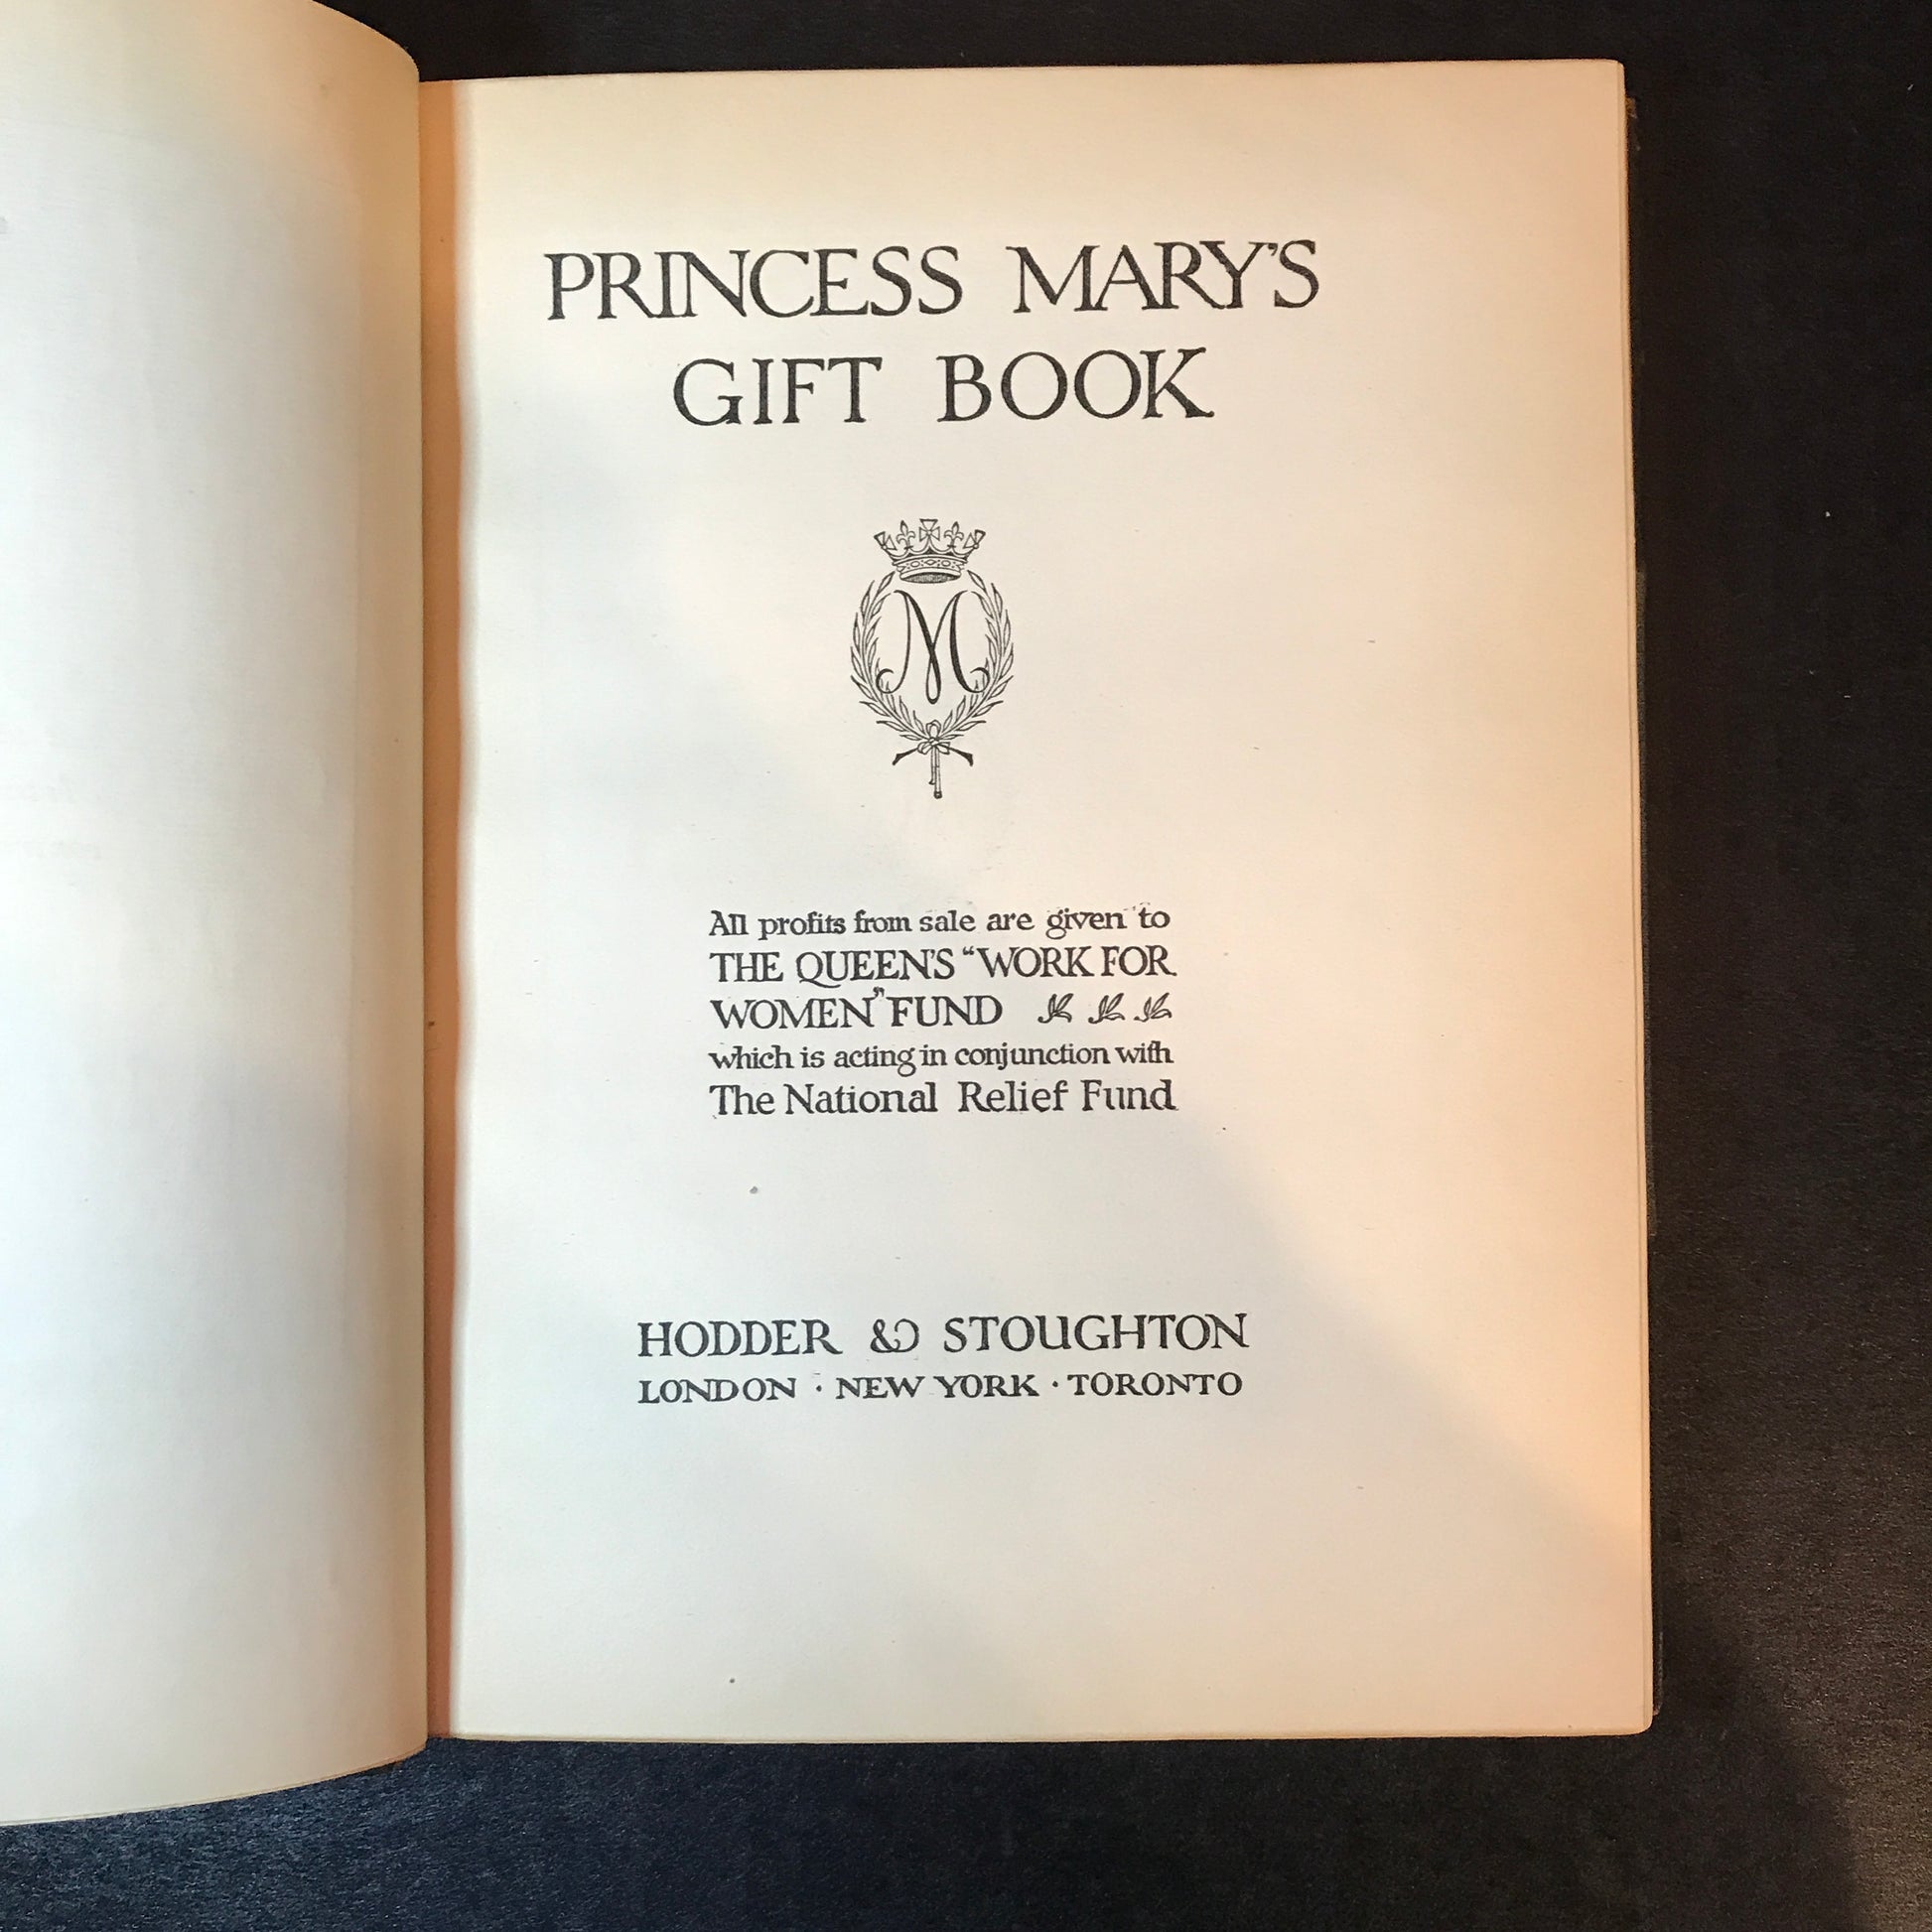 PRINCESS MARY'S
GIFT BOOK
M
All profits from sale are given to
THE QUEEN'S "WORK FOR
WOMEN" FUND
which is acting in conjunction with
The National Relief Fund
HODDER & STOUGHTON
LONDON · NEW YORK · TORONTO